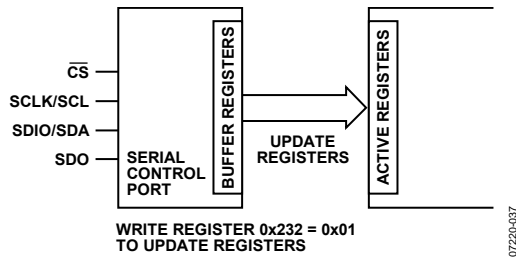 CS
SCLK/SCL
SDIO/SDA
SDO
SERIAL
CONTROL
PORT
BUFFER REGISTERS
UPDATE
REGISTERS
ACTIVE REGISTERS
WRITE REGISTER 0x232 = 0x01
TO UPDATE REGISTERS
07220-037